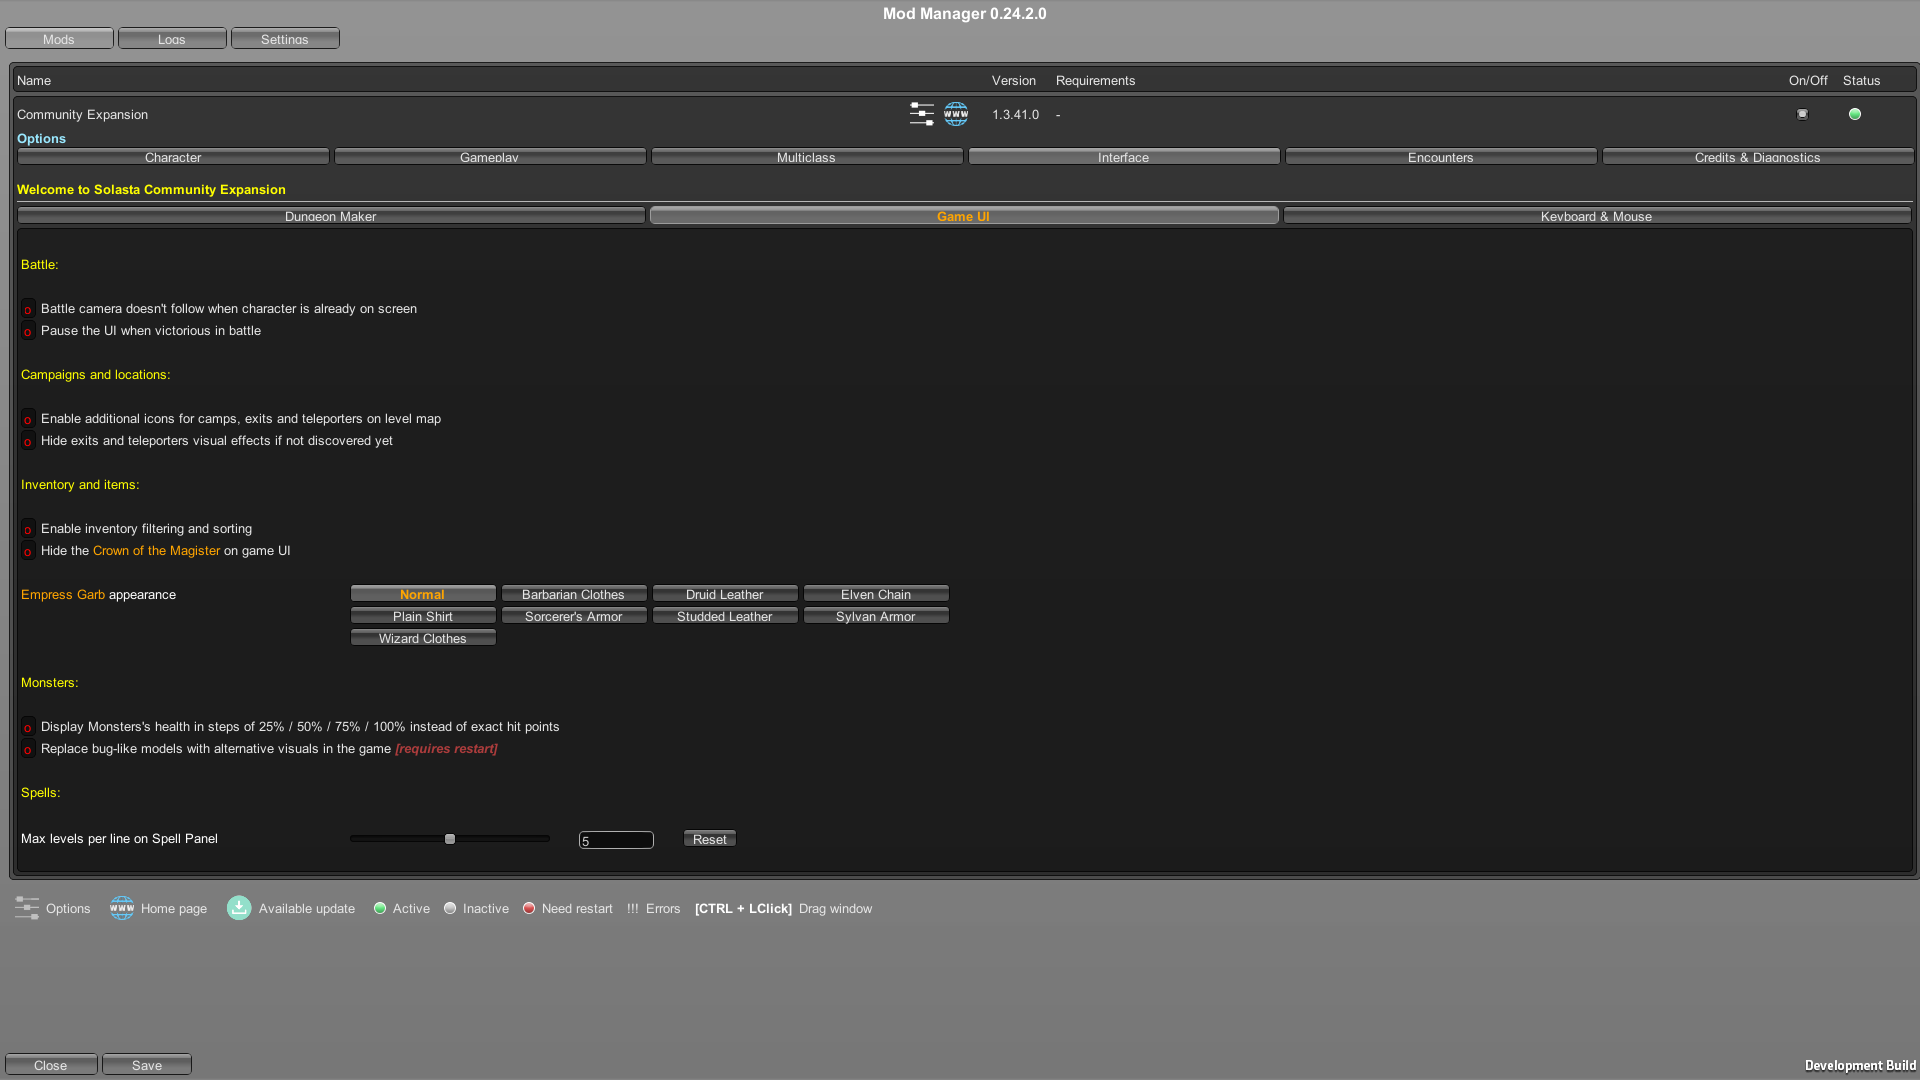 Mod Manager 0.24.2.0
Mods Logs Settings
Name Version Requirements On/Off Status
Community Expansion www 1.3.41.0 -
Options
Character Gameplay Multiclass Interface Encounters Credits & Diagnostics
Welcome to Solasta Community Expansion
Dungeon Maker Game UI Keyboard & Mouse
Battle:
o Battle camera doesn't follow when character is already on screen
o Pause the UI when victorious in battle
Campaigns and locations:
o Enable additional icons for camps, exits and teleporters on level map
o Hide exits and teleporters visual effects if not discovered yet
Inventory and items:
o Enable inventory filtering and sorting
o Hide the Crown of the Magister on game UI
Empress Garb appearance Normal Barbarian Clothes Druid Leather Elven Chain
Plain Shirt Sorcerer's Armor Studded Leather Sylvan Armor
Wizard Clothes
Monsters:
o Display Monsters's health in steps of 25% / 50% / 75% / 100% instead of exact hit points
o Replace bug-like models with alternative visuals in the game [requires restart]
Spells:
Max levels per line on Spell Panel 5 Reset
Options www Home page Available update Active Inactive Need restart !!! Errors [CTRL + LClick] Drag window
Close Save Development Build